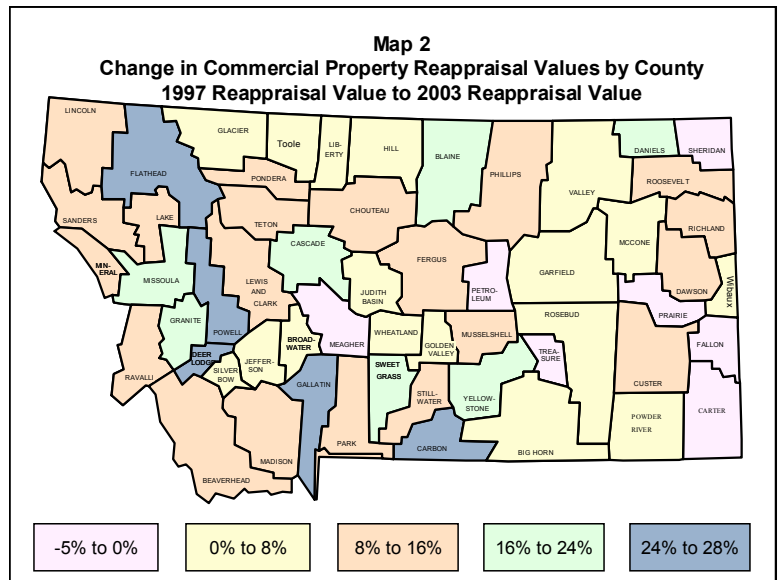 Map 2
Change in Commercial Property Reappraisal Values by County
1997 Reappraisal Value to 2003 Reappraisal Value
LINCOLN
FLATHEAD
GLACIER
Toole
LIB-
ERTY
HILL
BLAINE
PHILLIPS
VALLEY
DANIELS
SHERIDAN
ROOSEVELT
SANDERS
LAKE
PONDERA
TETON
CHOUTEAU
RICHLAND
MCCONE
MIN-
ERAL
MISSOULA
CASCADE
LEWIS
AND
CLARK
JUDITH
BASIN
FERGUS
PETRO-
LEUM
GARFIELD
DAWSON
Wibaux
PRAIRIE
GRANITE
POWELL
DEER
LODGE
SILVER
BOW
JEFFER-
SON
BROAD-
WATER
MEAGHER
WHEATLAND
GOLDEN
VALLEY
MUSSELSHELL
ROSEBUD
TREA-
SURE
FALLON
CUSTER
RAVALLI
GALLATIN
SWEET
GRASS
STILL-
WATER
YELLOW-
STONE
POWDER
RIVER
CARTER
BEAVERHEAD
MADISON
PARK
CARBON
BIG HORN
-5% to 0%
0% to 8%
8% to 16%
16% to 24%
24% to 28%